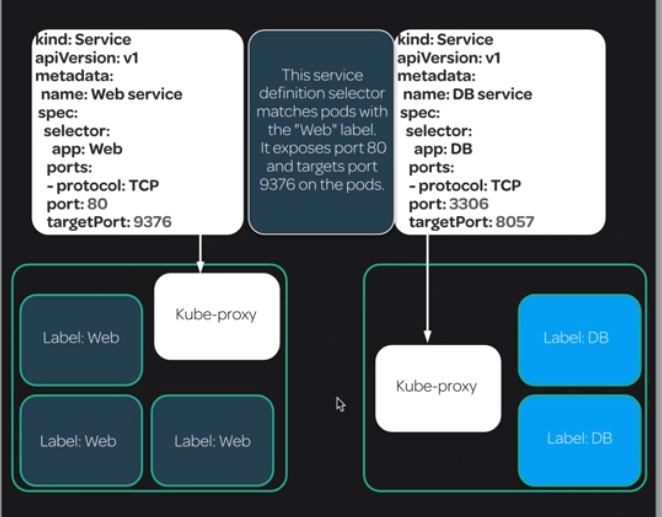 kind: Service
apiVersion: v1
metadata:
name: Web service
spec:
selector:
app: Web
ports:
- protocol: TCP
port: 80
targetPort: 9376
This service
definition selector
matches pods with
the "Web" label.
It exposes port 80
and targets port
9376 on the pods.
kind: Service
apiVersion: v1
metadata:
name: DB service
spec:
selector:
app: DB
ports:
- protocol: TCP
port: 3306
targetPort: 8057
Kube-proxy
Label: Web
Label: Web
Label: Web
Label: DB
Kube-proxy
Label: DB